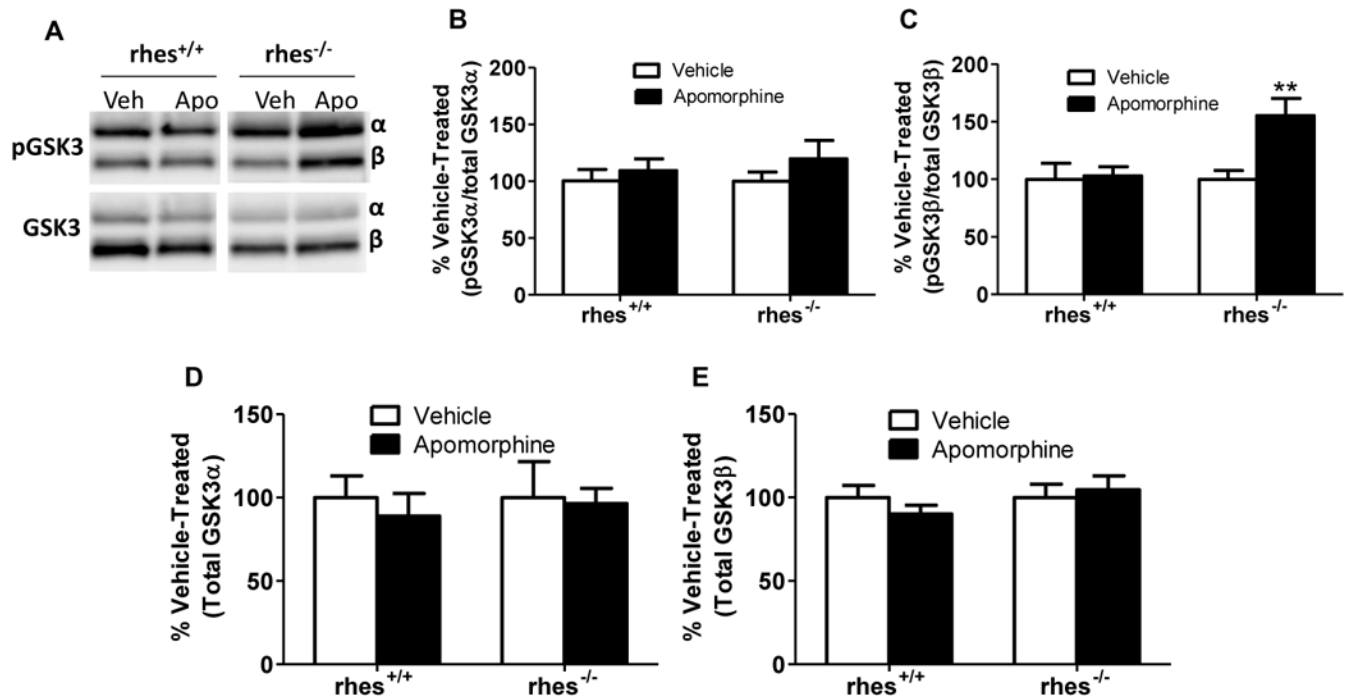 A
rhes+/+ rhes-/-
Veh Apo Veh Apo
pGSK3 α
β
GSK3 α
β
B
% Vehicle-Treated
(pGSK3α/total GSK3α)
200
150
100
50
0
Vehicle
Apomorphine
rhes+/+ rhes-/-
C
% Vehicle-Treated
(pGSK3β/total GSK3β)
200
150
100
50
0
Vehicle
Apomorphine
**
rhes+/+ rhes-/-
D
% Vehicle-Treated
(Total GSK3α)
150
100
50
0
Vehicle
Apomorphine
rhes+/+ rhes-/-
E
% Vehicle-Treated
(Total GSK3β)
150
100
50
0
Vehicle
Apomorphine
rhes+/+ rhes-/-